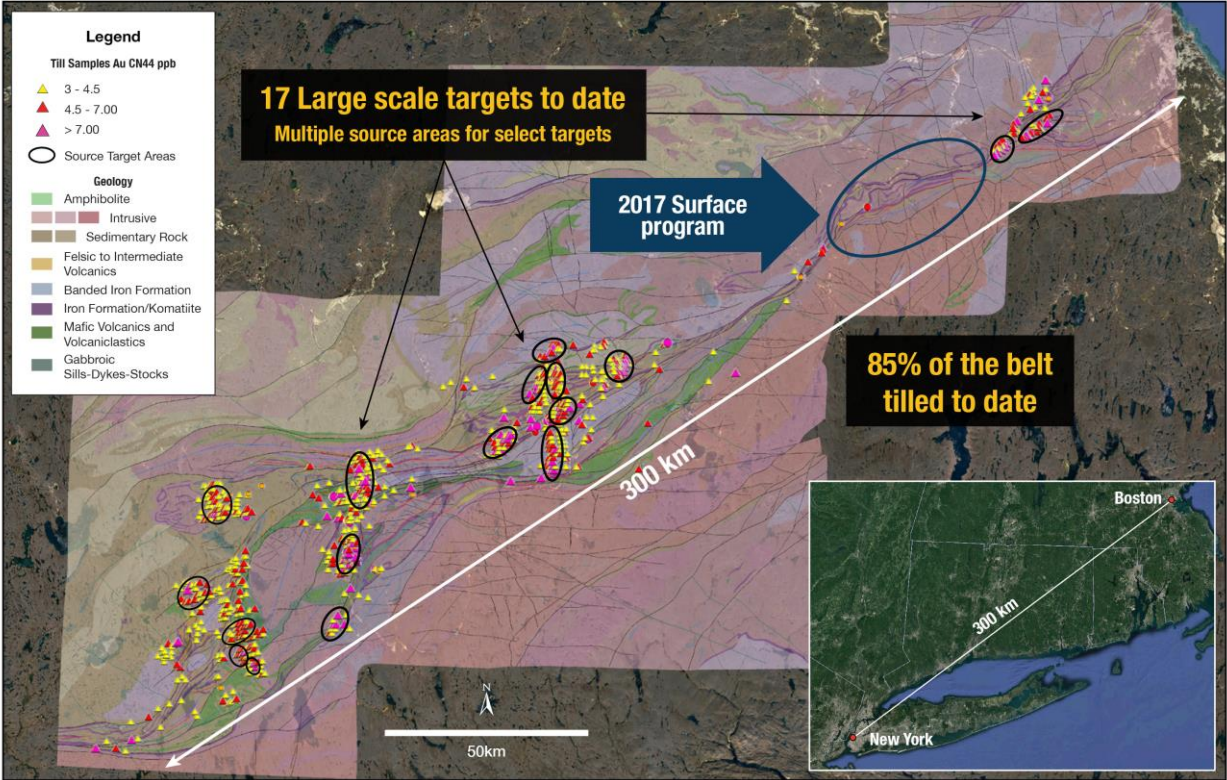 Legend
Till Samples Au CN44 ppb
3 - 4.5
4.5 - 7.00
> 7.00
Source Target Areas
Geology
Amphibolite
Intrusive
Sedimentary Rock
Felsic to Intermediate
Volcanics
Banded Iron Formation
Iron Formation/Komatiite
Mafic Volcanics and
Volcaniclastics
Gabbroic
Sills-Dykes-Stocks
17 Large scale targets to date
Multiple source areas for select targets
2017 Surface
program
85% of the belt
tilled to date
300 km
N
50km
Boston
300 km
New York